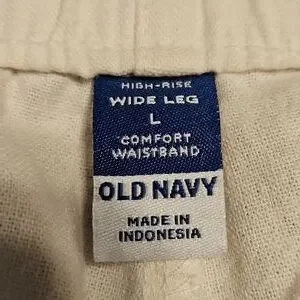 HIGH-RISE
WIDE LEG
L
COMFORT
WAISTBAND
OLD NAVY
MADE IN
INDONESIA